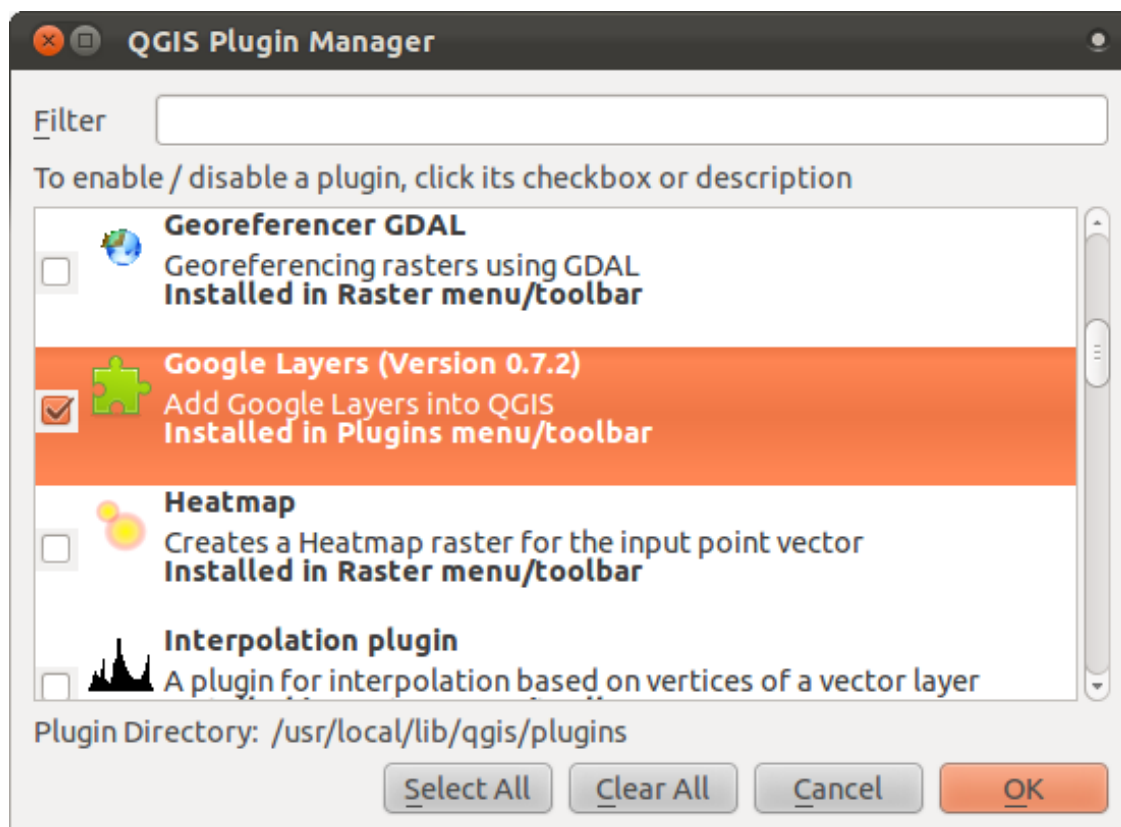 QGIS Plugin Manager
Filter
To enable / disable a plugin, click its checkbox or description
Georeferencer GDAL
Georeferencing rasters using GDAL
Installed in Raster menu/toolbar
Google Layers (Version 0.7.2)
Add Google Layers into QGIS
Installed in Plugins menu/toolbar
Heatmap
Creates a Heatmap raster for the input point vector
Installed in Raster menu/toolbar
Interpolation plugin
A plugin for interpolation based on vertices of a vector layer
Plugin Directory: /usr/local/lib/qgis/plugins
Select All Clear All Cancel OK